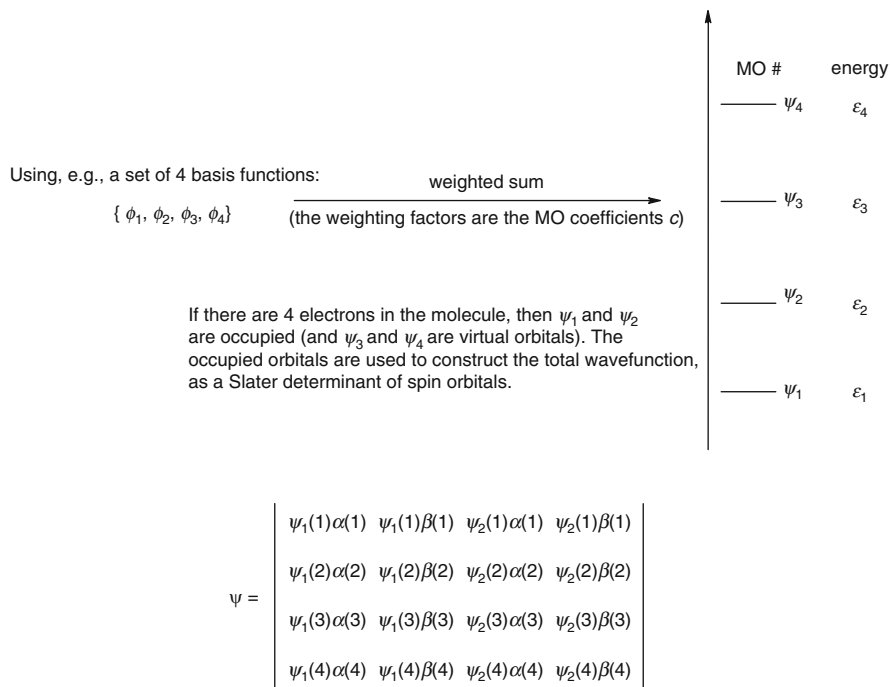 MO # energy
ψ₄ ε₄
Using, e.g., a set of 4 basis functions:
weighted sum
{ ϕ₁, ϕ₂, ϕ₃, ϕ₄}
(the weighting factors are the MO coefficients c)
ψ₃ ε₃
ψ₂ ε₂
If there are 4 electrons in the molecule, then ψ₁ and ψ₂
are occupied (and ψ₃ and ψ₄ are virtual orbitals). The
occupied orbitals are used to construct the total wavefunction,
as a Slater determinant of spin orbitals.
ψ₁ ε₁
ψ₁(1)α(1) ψ₁(1)β(1) ψ₂(1)α(1) ψ₂(1)β(1)
ψ₁(2)α(2) ψ₁(2)β(2) ψ₂(2)α(2) ψ₂(2)β(2)
ψ =
ψ₁(3)α(3) ψ₁(3)β(3) ψ₂(3)α(3) ψ₂(3)β(3)
ψ₁(4)α(4) ψ₁(4)β(4) ψ₂(4)α(4) ψ₂(4)β(4)